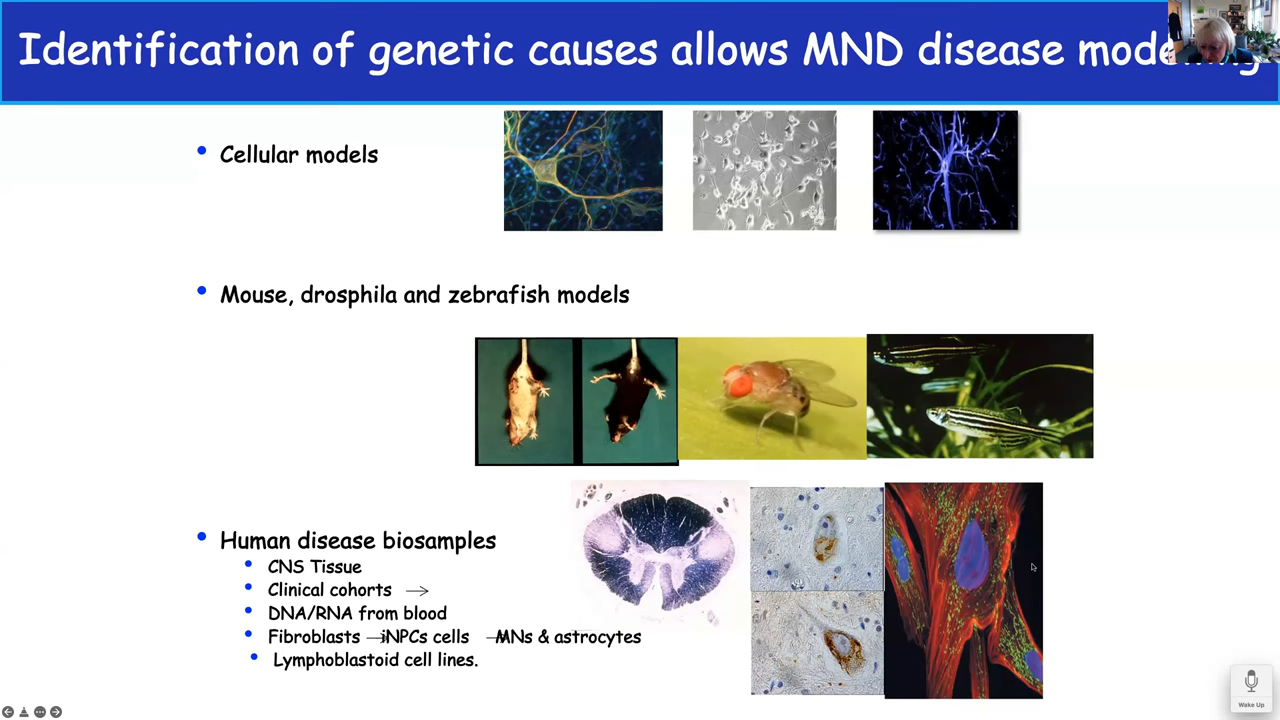 Identification of genetic causes allows MND disease modelling
• Cellular models
• Mouse, drosphila and zebrafish models
• Human disease biosamples
• CNS Tissue
• Clinical cohorts →
• DNA/RNA from blood
• Fibroblasts → iNPCs cells → MNs & astrocytes
• Lymphoblastoid cell lines.
Wake Up